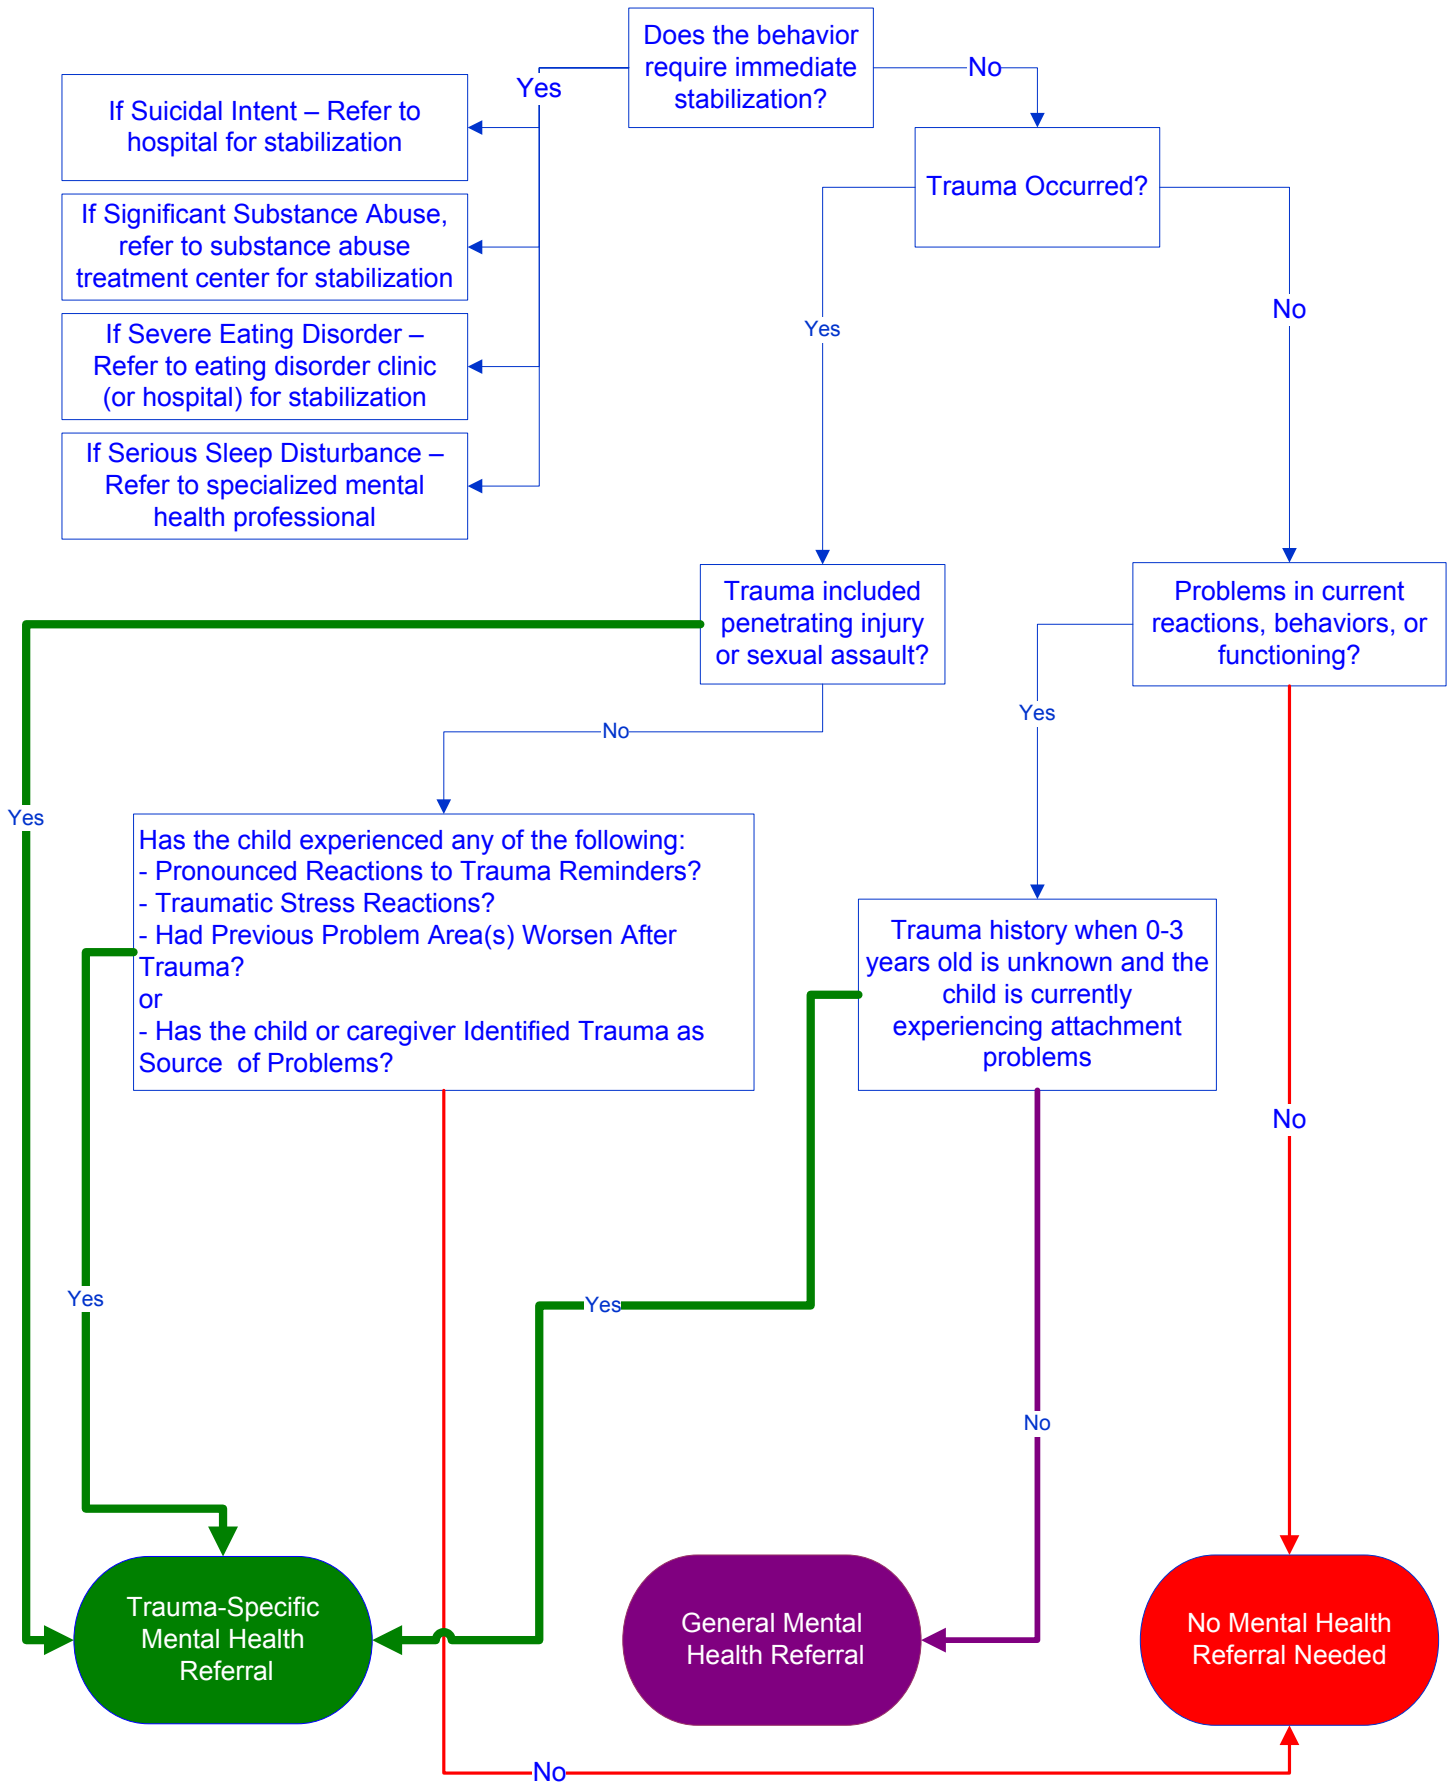 Does the behavior
require immediate
stabilization?
Yes
No
If Suicidal Intent – Refer to
hospital for stabilization
Trauma Occurred?
If Significant Substance Abuse,
refer to substance abuse
treatment center for stabilization
Yes
No
If Severe Eating Disorder –
Refer to eating disorder clinic
(or hospital) for stabilization
If Serious Sleep Disturbance –
Refer to specialized mental
health professional
Trauma included
penetrating injury
or sexual assault?
Problems in current
reactions, behaviors, or
functioning?
Yes
No
Yes
Has the child experienced any of the following:
- Pronounced Reactions to Trauma Reminders?
- Traumatic Stress Reactions?
- Had Previous Problem Area(s) Worsen After
Trauma?
or
- Has the child or caregiver Identified Trauma as
Source  of Problems?
Trauma history when 0-3
years old is unknown and the
child is currently
experiencing attachment
problems
No
Yes
Yes
No
Trauma-Specific
Mental Health
Referral
General Mental
Health Referral
No Mental Health
Referral Needed
No